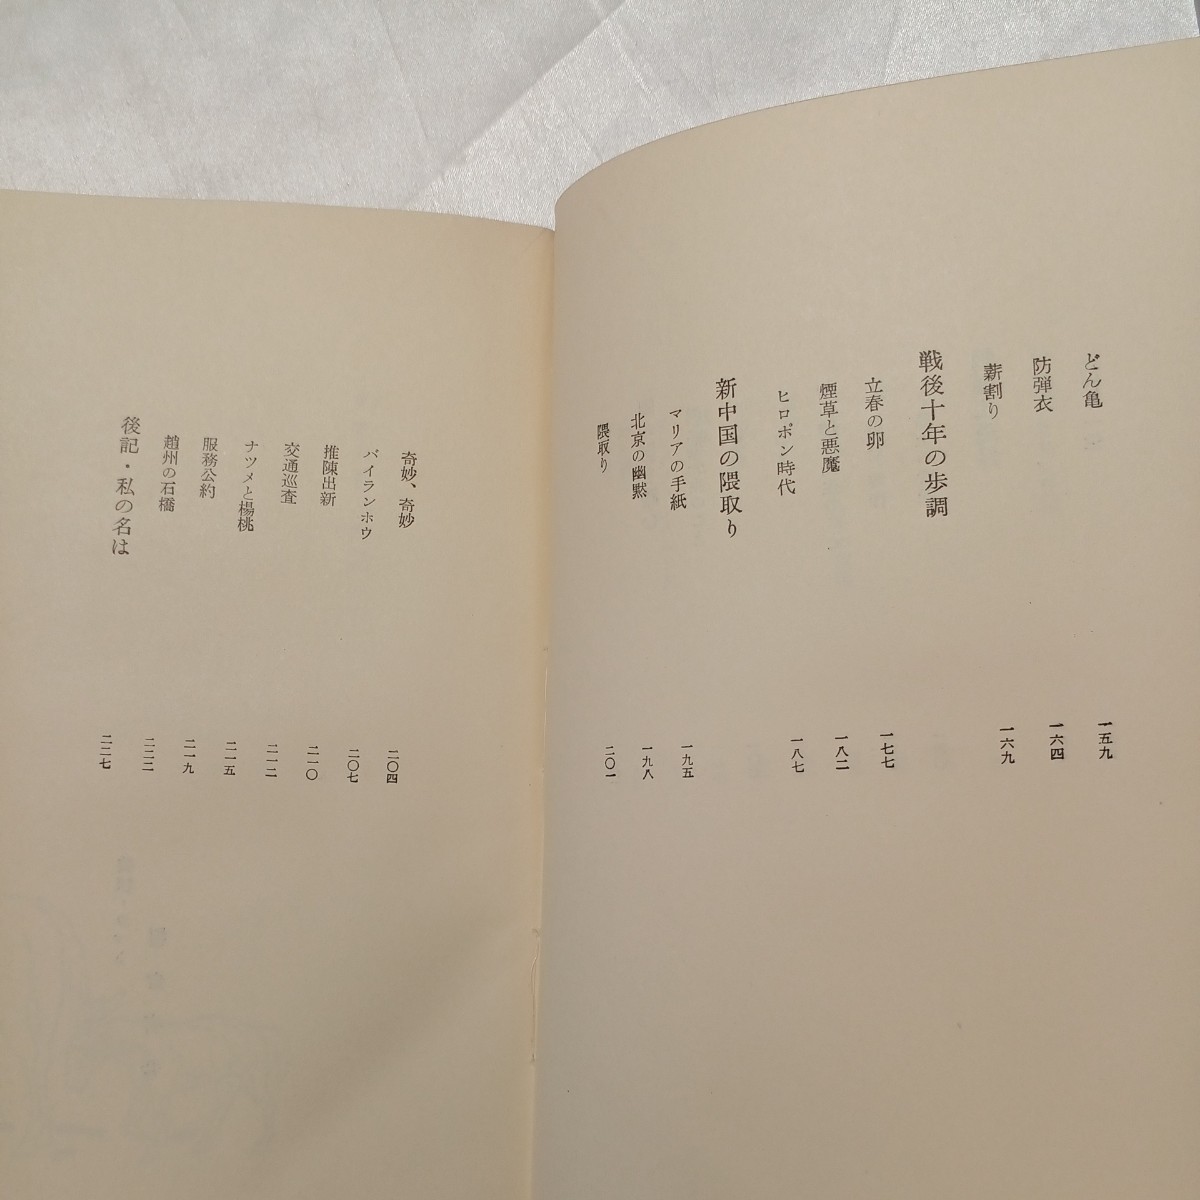 どん亀 一五九
防弾衣 一六四
薪割り 一六九
戦後十年の歩調
立春の卵 一七七
煙草と悪魔 一八二
ヒロポン時代 一八七
新中国の隈取り
マリアの手紙 一九五
北京の幽黙 一九八
隈取り 二〇一
奇妙、奇妙 二〇四
バイランホウ 二〇七
推陳出新 二一〇
交通巡査 二一二
ナツメと楊桃 二一五
服務公約 二一九
趙州の石橋 二二二
後記・私の名は 二二七